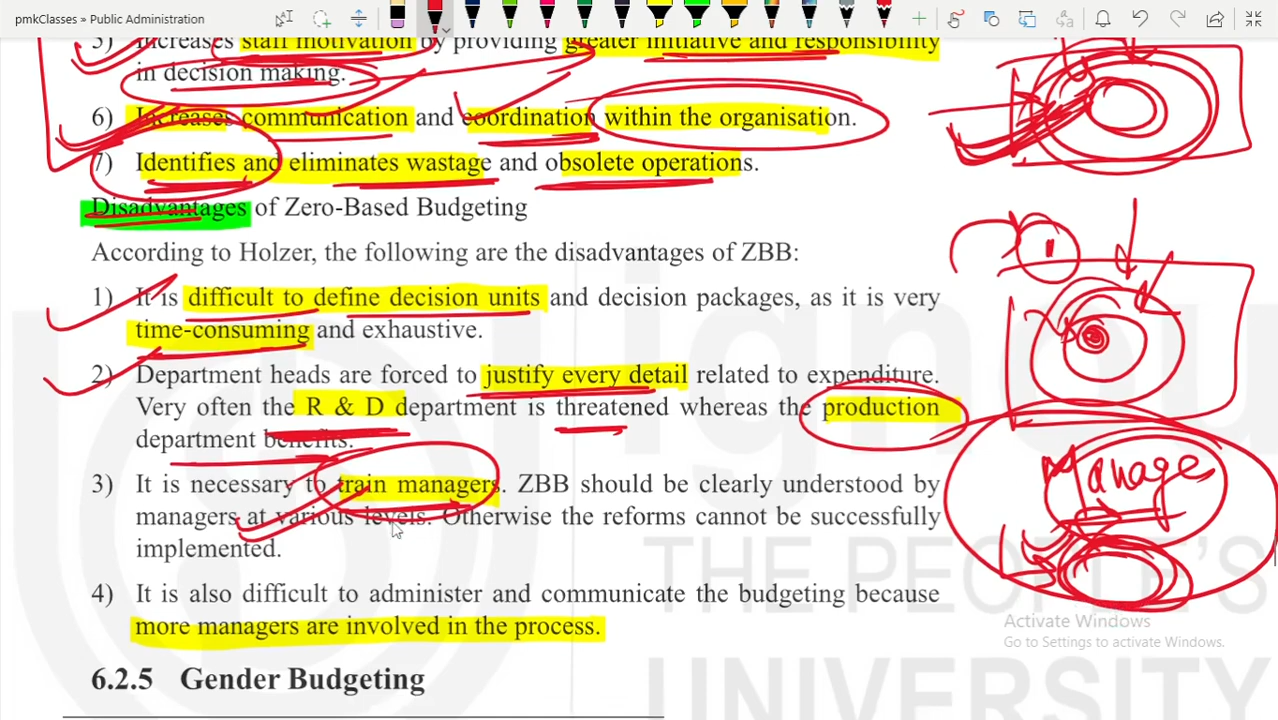 pmkClasses » Public Administration
5) Increases staff motivation by providing greater initiative and responsibility
in decision making.
6) Increases communication and coordination within the organisation.
7) Identifies and eliminates wastage and obsolete operations.
Disadvantages of Zero-Based Budgeting
According to Holzer, the following are the disadvantages of ZBB:
1) It is difficult to define decision units and decision packages, as it is very
time-consuming and exhaustive.
2) Department heads are forced to justify every detail related to expenditure.
Very often the R & D department is threatened whereas the production
department benefits.
Manage
3) It is necessary to train managers. ZBB should be clearly understood by
managers at various levels. Otherwise the reforms cannot be successfully
implemented.
THE PEOPLE'S
4) It is also difficult to administer and communicate the budgeting because
more managers are involved in the process.
Activate Windows
Go to Settings to activate Windows.
6.2.5 Gender Budgeting
UNIVERSITY